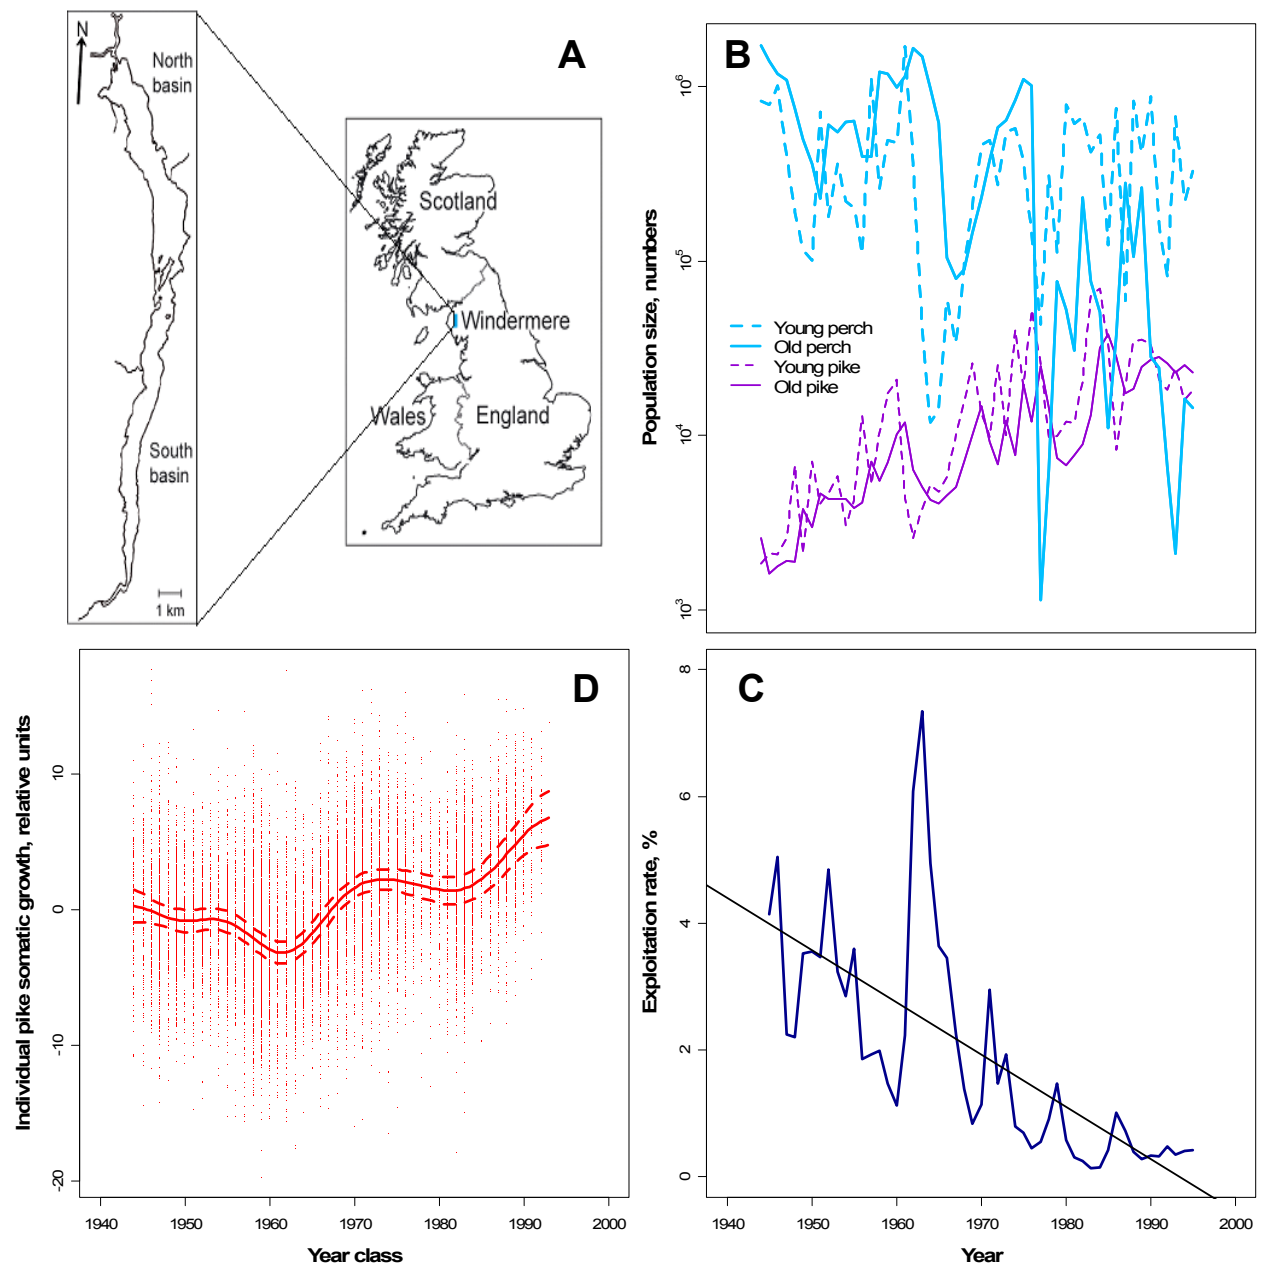 A
N
North
basin
Scotland
Windermere
Wales
England
South
basin
1 km
B
Population size, numbers
10^6
10^5
10^4
10^3
Young perch
Old perch
Young pike
Old pike
D
Individual pike somatic growth, relative units
10
0
-10
-20
1940 1950 1960 1970 1980 1990 2000
Year class
C
Exploitation rate, %
8
6
4
2
0
1940 1950 1960 1970 1980 1990 2000
Year